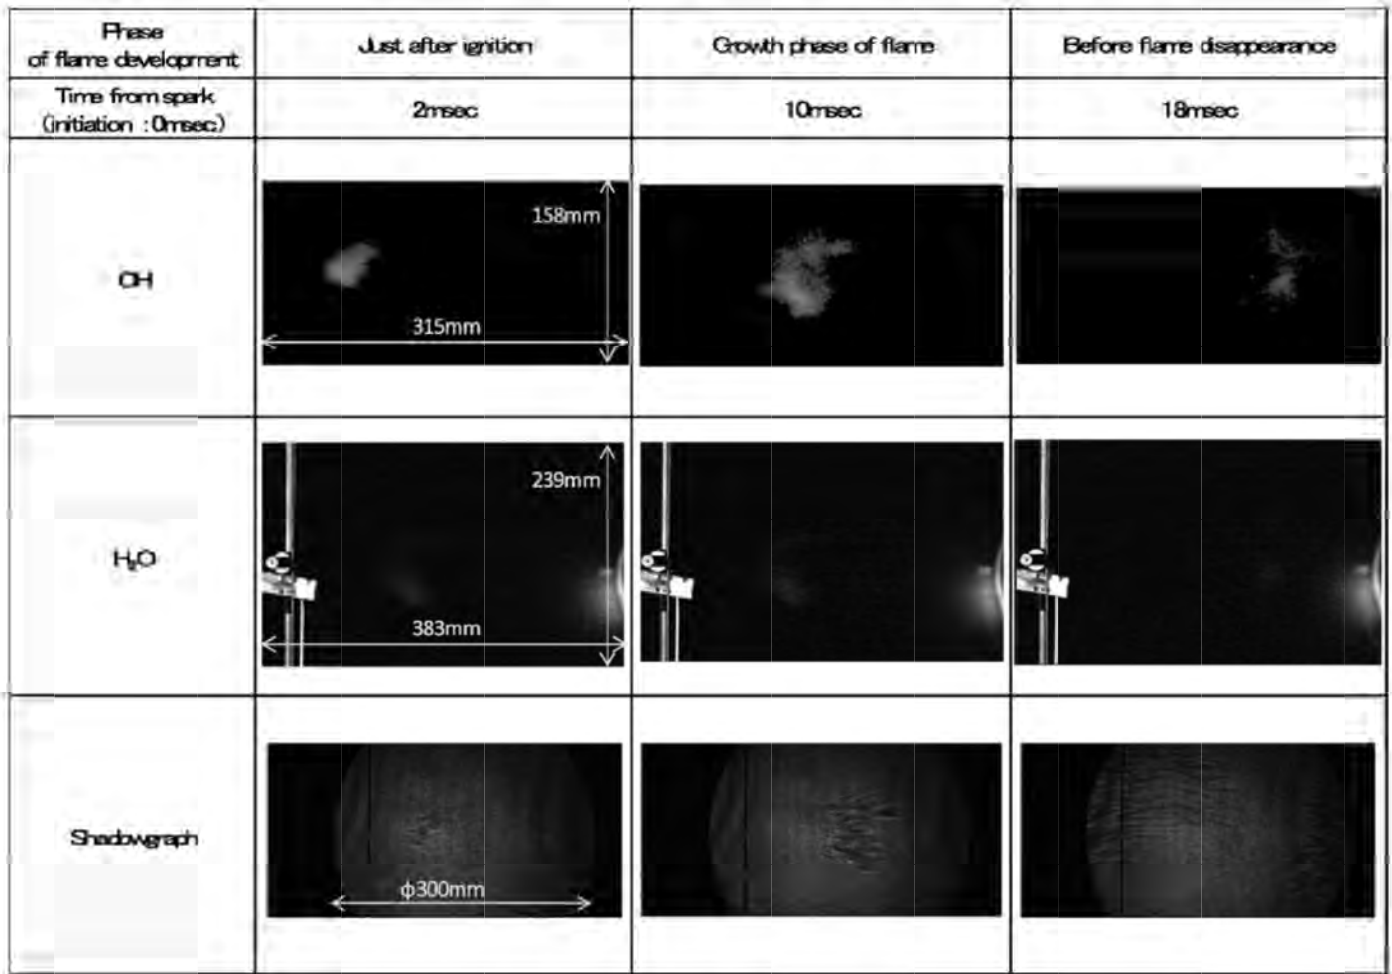 Phase
of flame development
Just after ignition
Growth phase of flame
Before flame disappearance
Time from spark
(initiation :0msec)
2msec
10msec
18msec
OH
158mm
315mm
H₂O
239mm
383mm
Shadowgraph
ϕ300mm